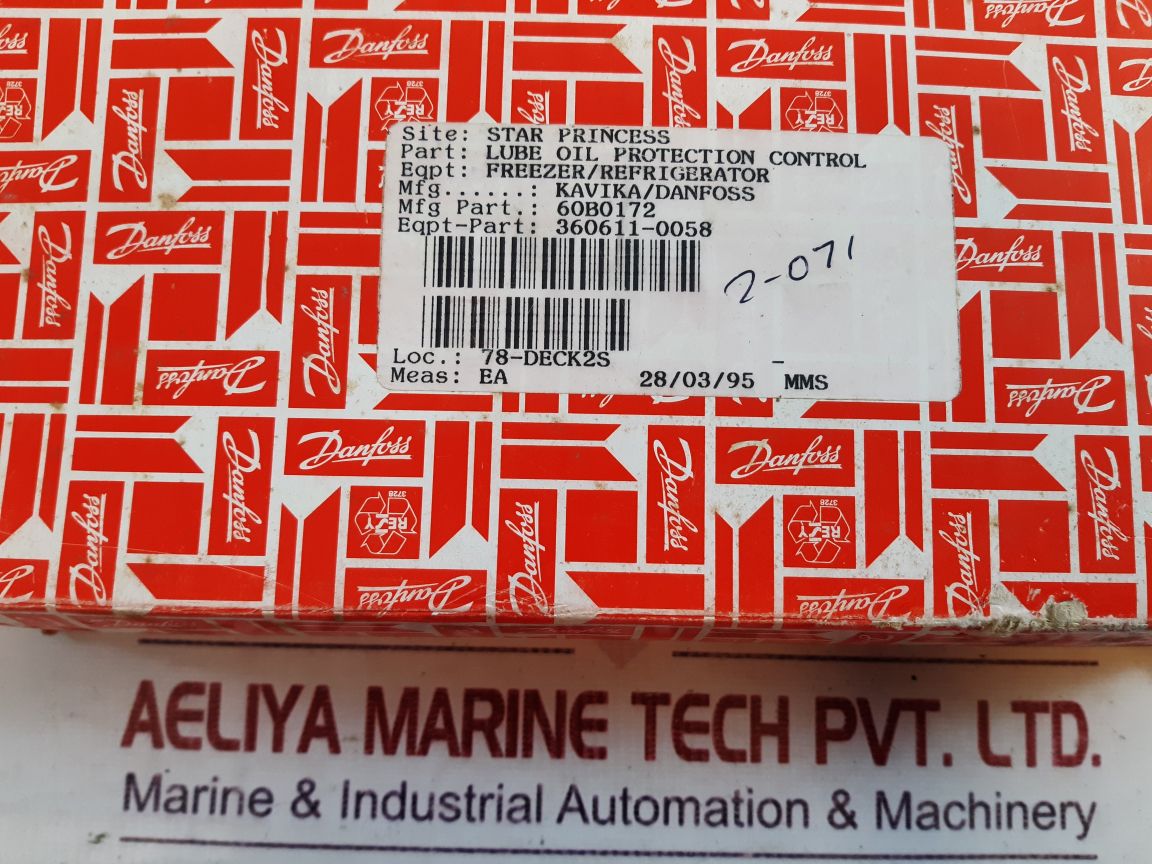 Danfoss
REZY
3728
Site: STAR PRINCESS
Part: LUBE OIL PROTECTION CONTROL
Eqpt: FREEZER/REFRIGERATOR
Mfg......: KAVIKA/DANFOSS
Mfg Part.: 60B0172
Eqpt-Part: 360611-0058
2-071
Loc.: 78-DECK2S -
Meas: EA 28/03/95 MMS
AELIYA MARINE TECH PVT. LTD.
Marine & Industrial Automation & Machinery